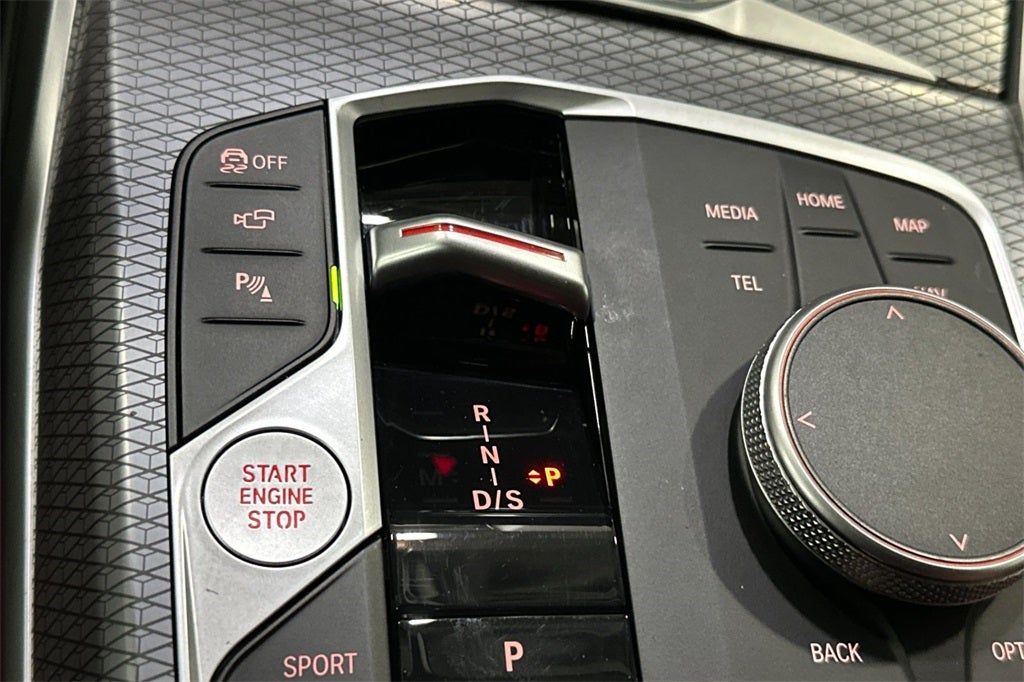 OFF
P
MEDIA
HOME
MAP
TEL
R
N
D/S
P
START
ENGINE
STOP
SPORT
P
BACK
OPT